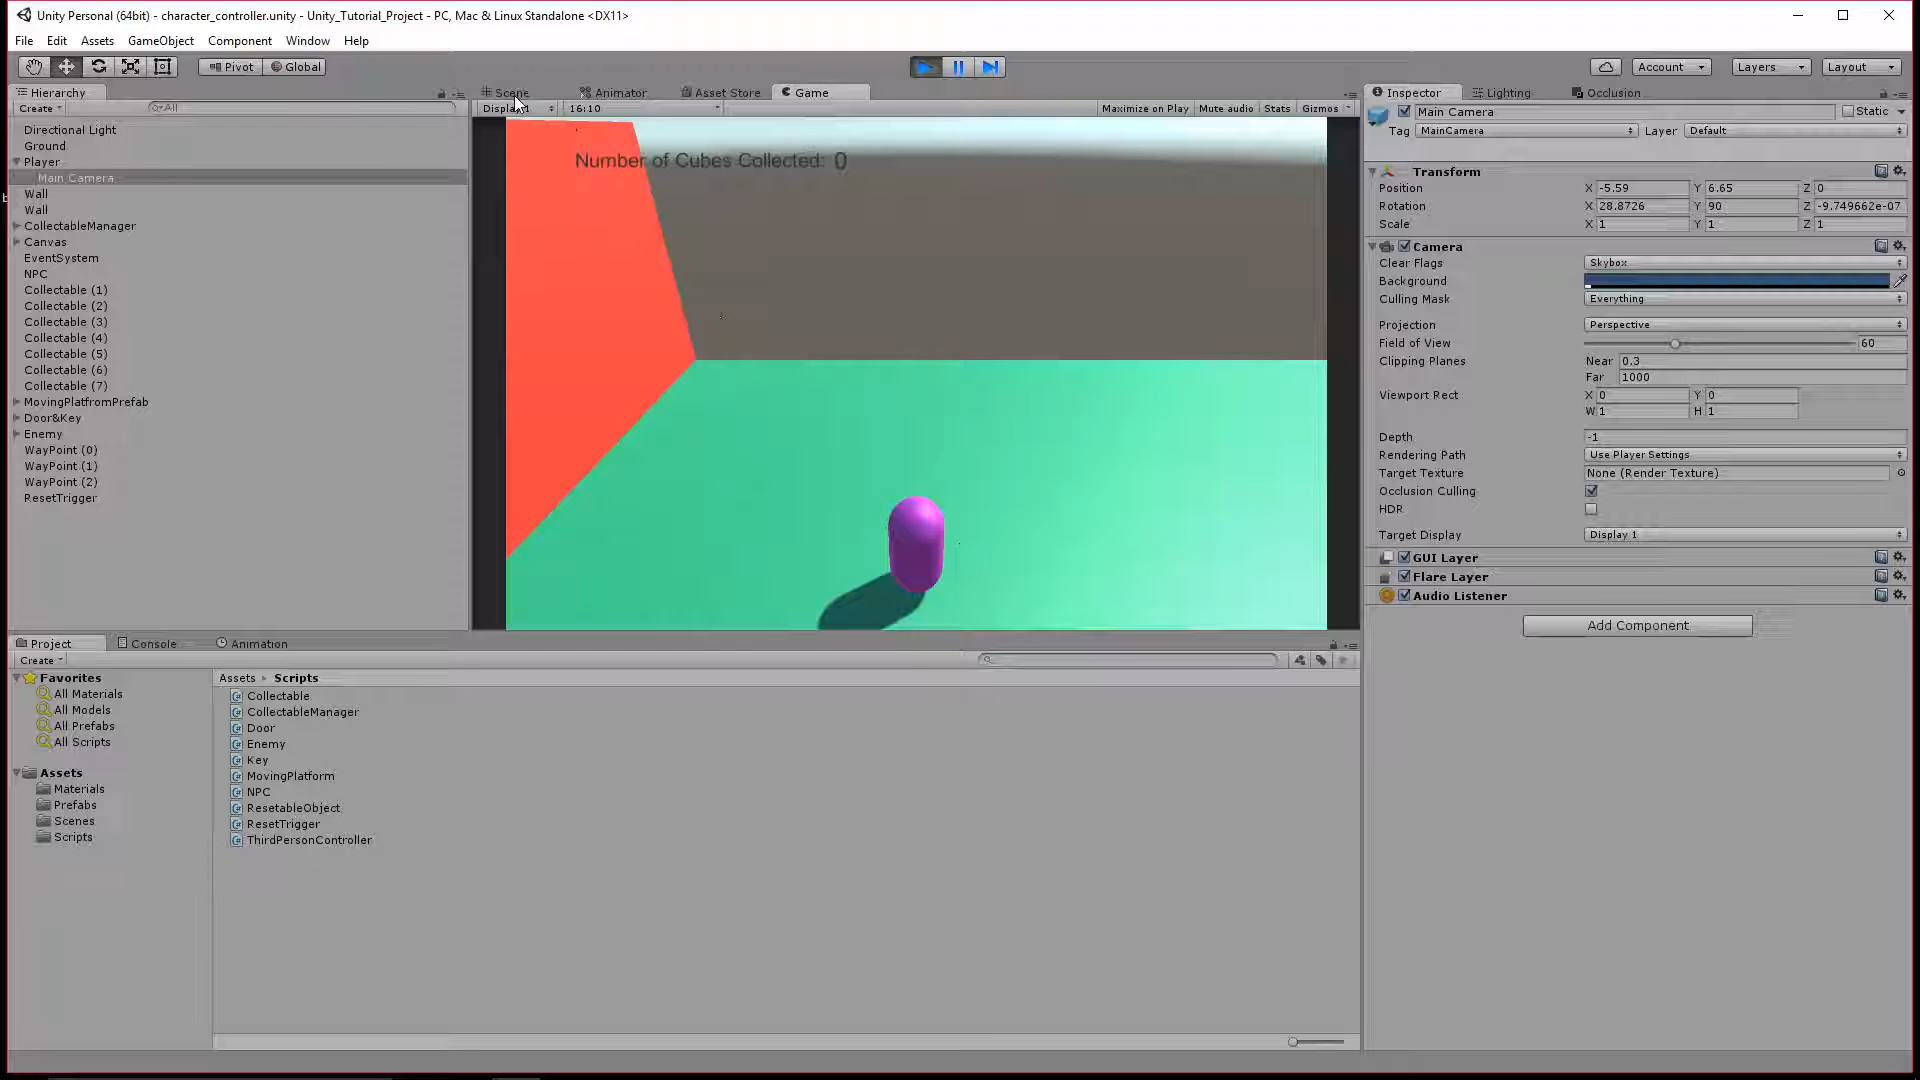 Unity Personal (64bit) - character_controller.unity - Unity_Tutorial_Project - PC, Mac & Linux Standalone <DX11>
File Edit Assets GameObject Component Window Help
Pivot Global Account Layers Layout
Hierarchy
Create All
Directional Light
Ground
Player
Main Camera
Wall
Wall
CollectableManager
Canvas
EventSystem
NPC
Collectable (1)
Collectable (2)
Collectable (3)
Collectable (4)
Collectable (5)
Collectable (6)
Collectable (7)
MovingPlatfromPrefab
Door&Key
Enemy
WayPoint (0)
WayPoint (1)
WayPoint (2)
ResetTrigger
Scene Animator Asset Store Game
16:10 Maximize on Play Mute audio Stats Gizmos
Number of Cubes Collected: 0
Inspector Lighting Occlusion
Main Camera Static
Tag MainCamera Layer Default
Transform
Position X -5.59 Y 6.65 Z 0
Rotation X 28.8726 Y 90 Z -9.749662e-07
Scale X 1 Y 1 Z 1
Camera
Clear Flags Skybox
Background
Culling Mask Everything
Projection Perspective
Field of View 60
Clipping Planes Near 0.3
Far 1000
Viewport Rect X 0 Y 0
W 1 H 1
Depth -1
Rendering Path Use Player Settings
Target Texture None (Render Texture)
Occlusion Culling
HDR
Target Display Display 1
GUI Layer
Flare Layer
Audio Listener
Add Component
Project Console Animation
Create
Favorites
All Materials
All Models
All Prefabs
All Scripts
Assets
Materials
Prefabs
Scenes
Scripts
Assets Scripts
Collectable
CollectableManager
Door
Enemy
Key
MovingPlatform
NPC
ResetableObject
ResetTrigger
ThirdPersonController